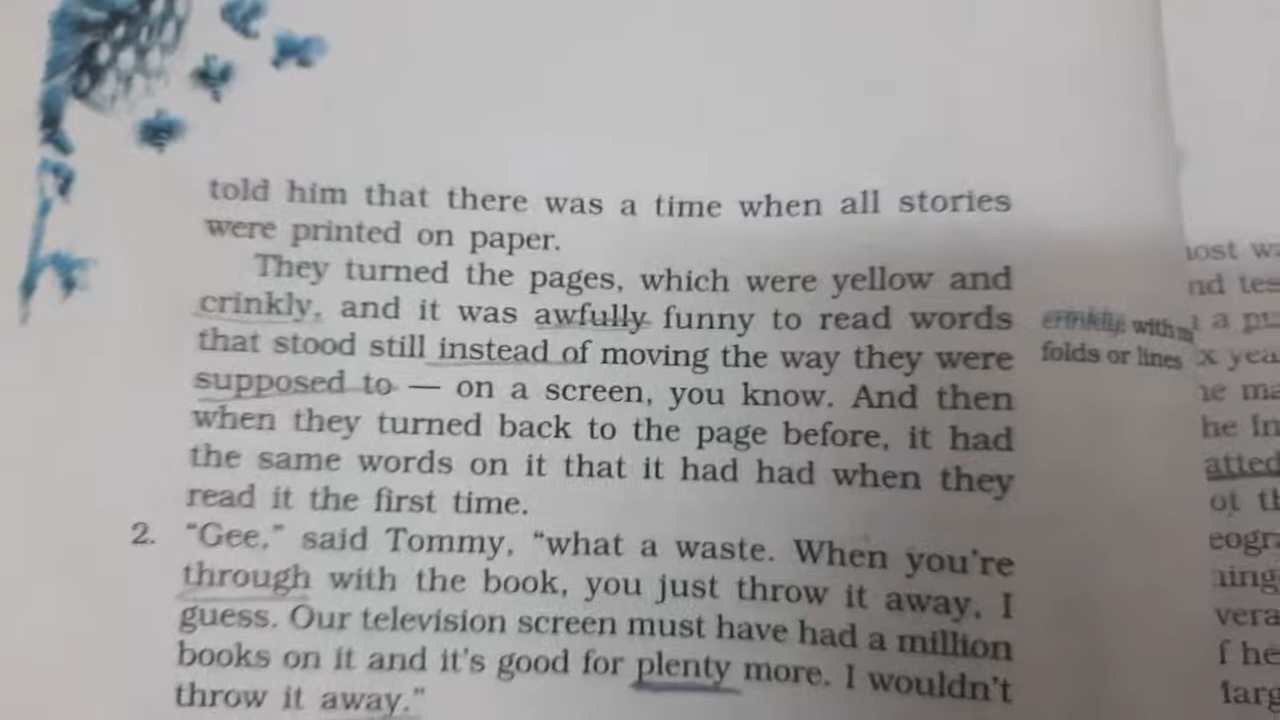 told him that there was a time when all stories
were printed on paper.
They turned the pages, which were yellow and
crinkly, and it was awfully funny to read words
that stood still instead of moving the way they were
supposed to — on a screen, you know. And then
when they turned back to the page before, it had
the same words on it that it had had when they
read it the first time.
2. "Gee," said Tommy, "what a waste. When you're
through with the book, you just throw it away, I
guess. Our television screen must have had a million
books on it and it's good for plenty more. I wouldn't
throw it away."
crinkly: with
folds or lines
nd
a
he
atted